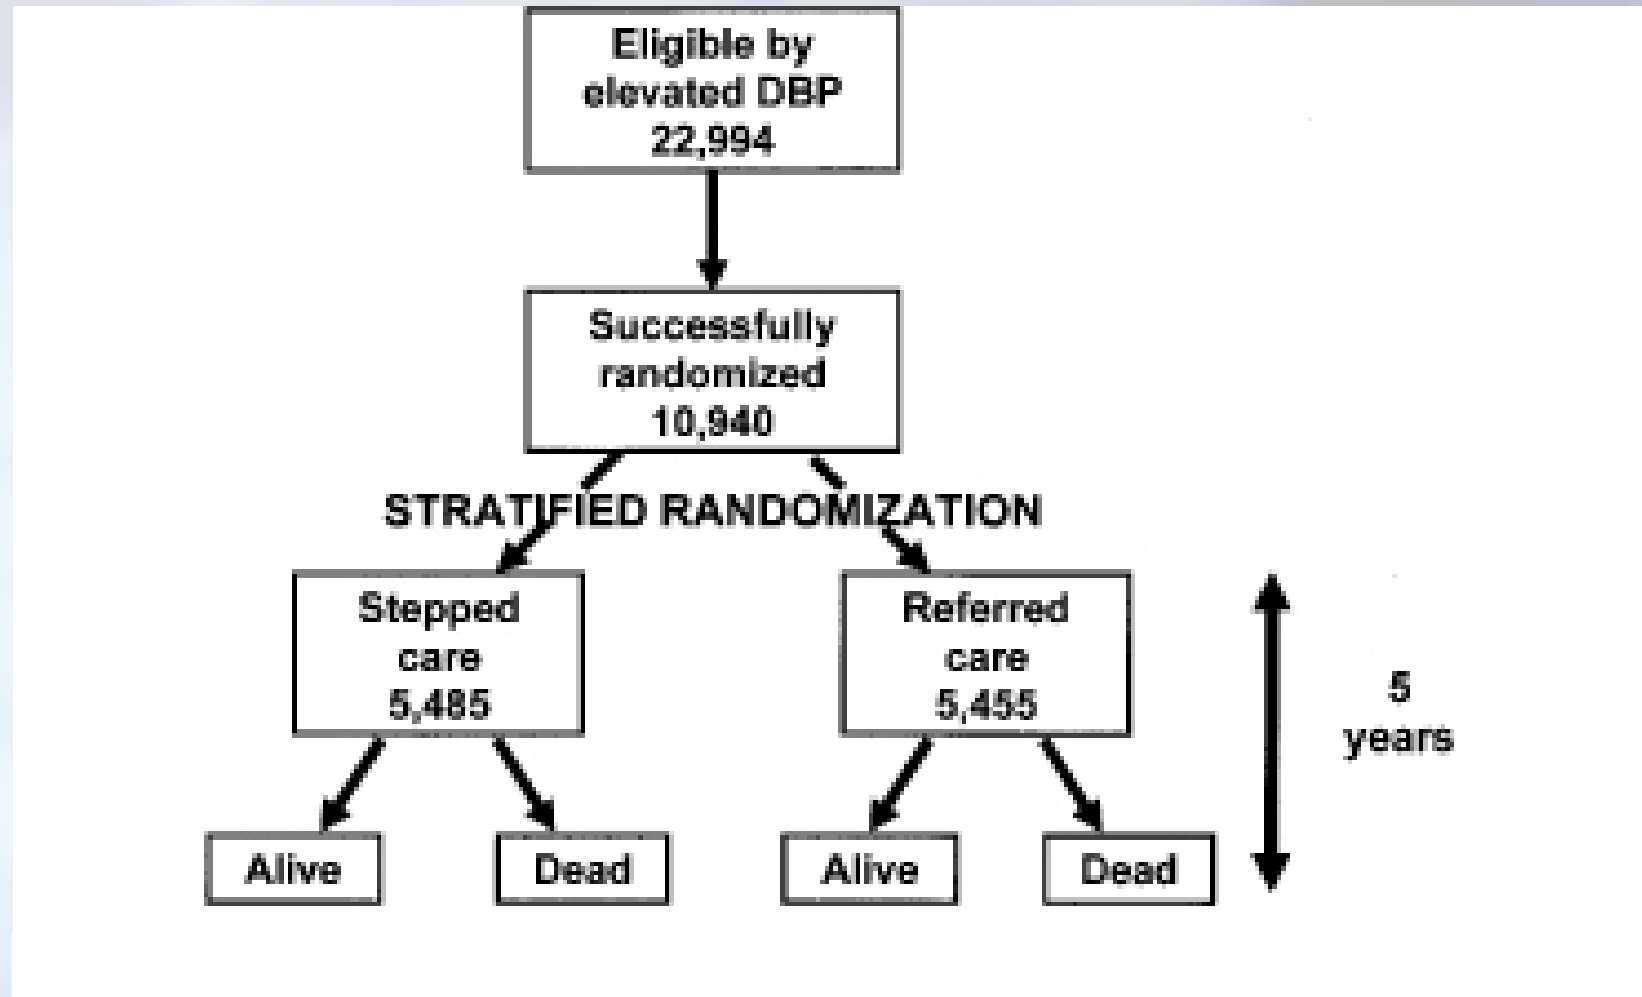 Eligible by
elevated DBP
22,994
Successfully
randomized
10,940
STRATIFIED RANDOMIZATION
Stepped
care
5,485
Referred
care
5,455
5
years
Alive
Dead
Alive
Dead